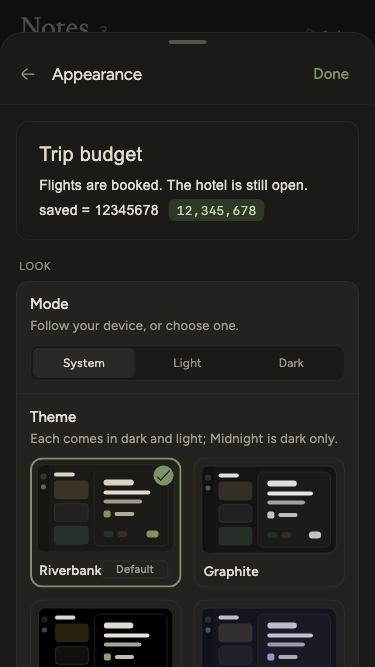 Notes 3
Appearance
Done
Trip budget
Flights are booked. The hotel is still open.
saved = 12345678 12,345,678
LOOK
Mode
Follow your device, or choose one.
System Light Dark
Theme
Each comes in dark and light; Midnight is dark only.
Riverbank Default
Graphite